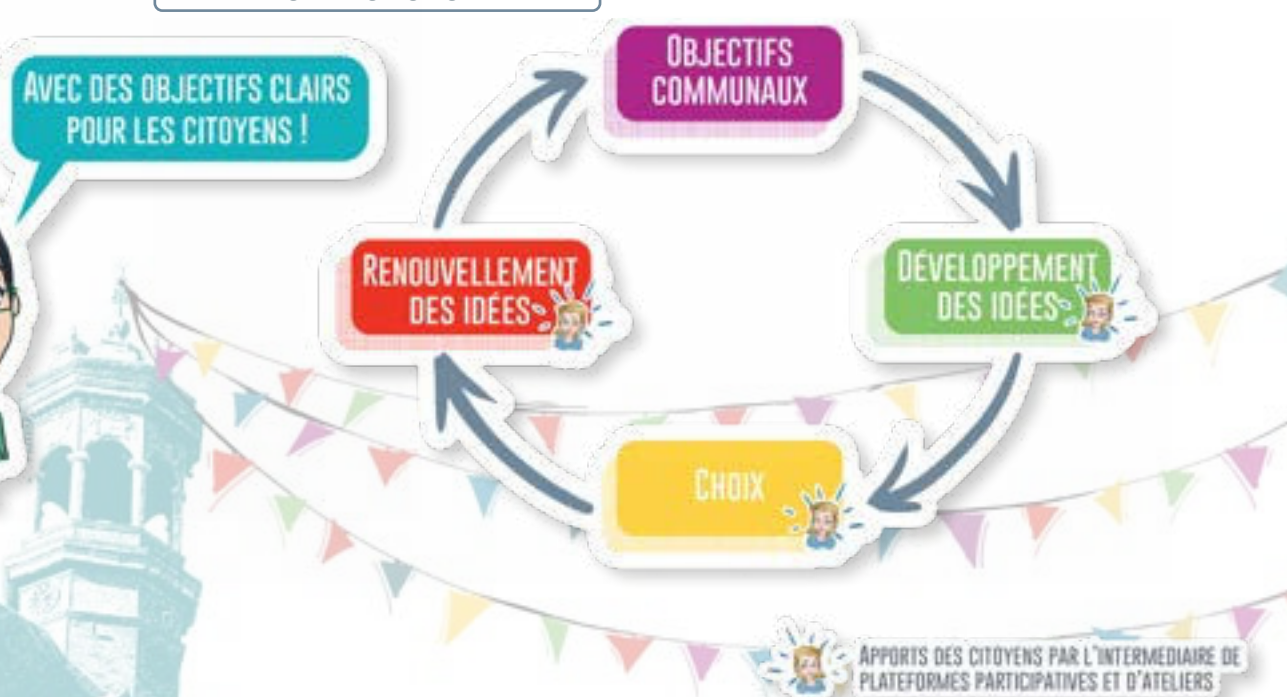 AVEC DES OBJECTIFS CLAIRS
POUR LES CITOYENS !
OBJECTIFS
COMMUNAUX
RENOUVELLEMENT
DES IDÉES
DÉVELOPPEMENT
DES IDÉES
CHOIX
APPORTS DES CITOYENS PAR L'INTERMEDIAIRE DE
PLATEFORMES PARTICIPATIVES ET D'ATELIERS